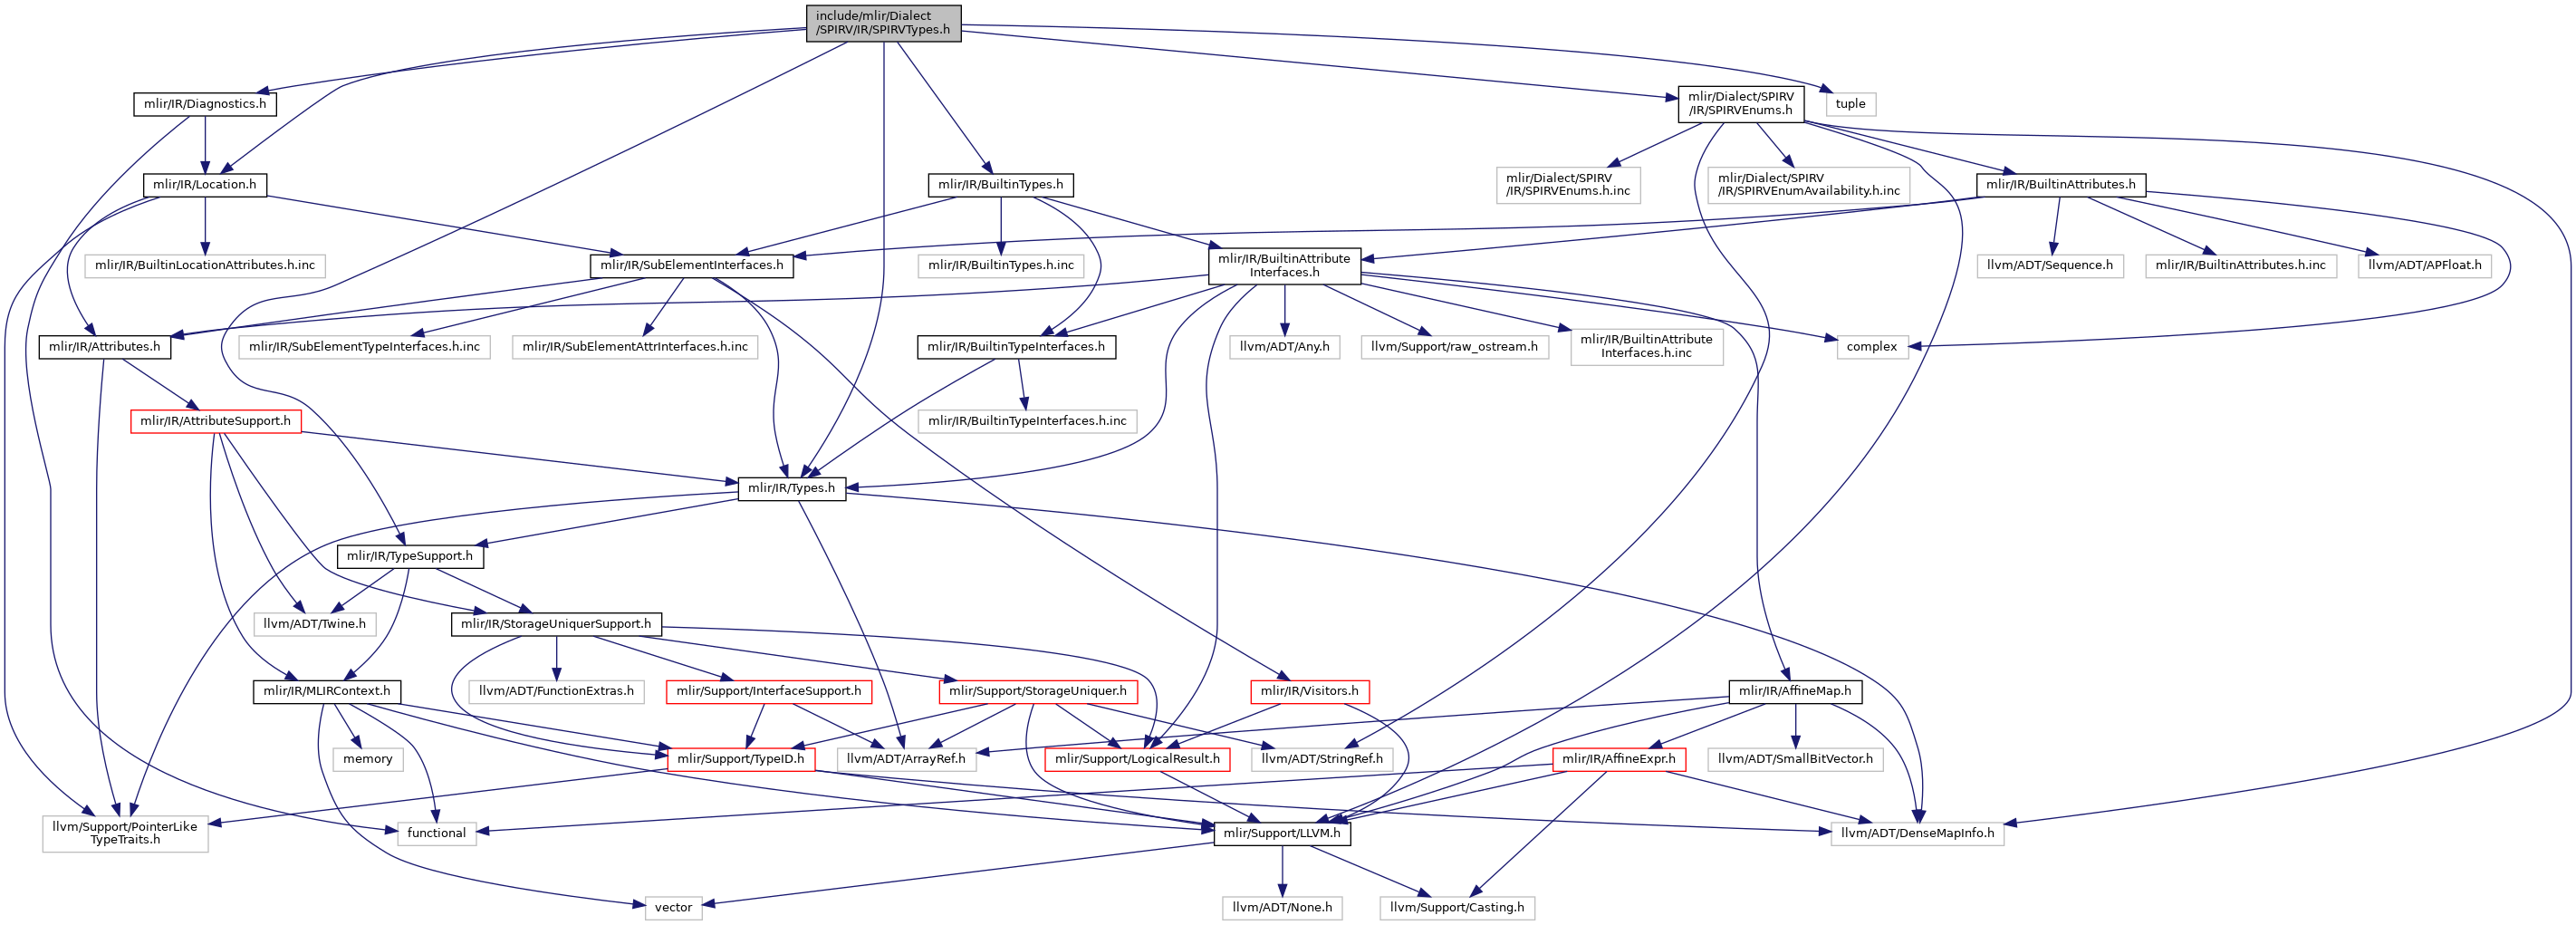 include/mlir/Dialect
/SPIRV/IR/SPIRVTypes.h
mlir/IR/Diagnostics.h
mlir/Dialect/SPIRV
/IR/SPIRVEnums.h
tuple
mlir/IR/Location.h
mlir/IR/BuiltinTypes.h
mlir/Dialect/SPIRV
/IR/SPIRVEnums.h.inc
mlir/Dialect/SPIRV
/IR/SPIRVEnumAvailability.h.inc
mlir/IR/BuiltinAttributes.h
mlir/IR/BuiltinLocationAttributes.h.inc
mlir/IR/SubElementInterfaces.h
mlir/IR/BuiltinTypes.h.inc
mlir/IR/BuiltinAttribute
Interfaces.h
llvm/ADT/Sequence.h
mlir/IR/BuiltinAttributes.h.inc
llvm/ADT/APFloat.h
mlir/IR/Attributes.h
mlir/IR/SubElementTypeInterfaces.h.inc
mlir/IR/SubElementAttrInterfaces.h.inc
mlir/IR/BuiltinTypeInterfaces.h
llvm/ADT/Any.h
llvm/Support/raw_ostream.h
mlir/IR/BuiltinAttribute
Interfaces.h.inc
complex
mlir/IR/AttributeSupport.h
mlir/IR/BuiltinTypeInterfaces.h.inc
mlir/IR/Types.h
mlir/IR/TypeSupport.h
llvm/ADT/Twine.h
mlir/IR/StorageUniquerSupport.h
mlir/IR/MLIRContext.h
llvm/ADT/FunctionExtras.h
mlir/Support/InterfaceSupport.h
mlir/Support/StorageUniquer.h
mlir/IR/Visitors.h
mlir/IR/AffineMap.h
memory
mlir/Support/TypeID.h
llvm/ADT/ArrayRef.h
mlir/Support/LogicalResult.h
llvm/ADT/StringRef.h
mlir/IR/AffineExpr.h
llvm/ADT/SmallBitVector.h
llvm/Support/PointerLike
TypeTraits.h
functional
mlir/Support/LLVM.h
llvm/ADT/DenseMapInfo.h
vector
llvm/ADT/None.h
llvm/Support/Casting.h